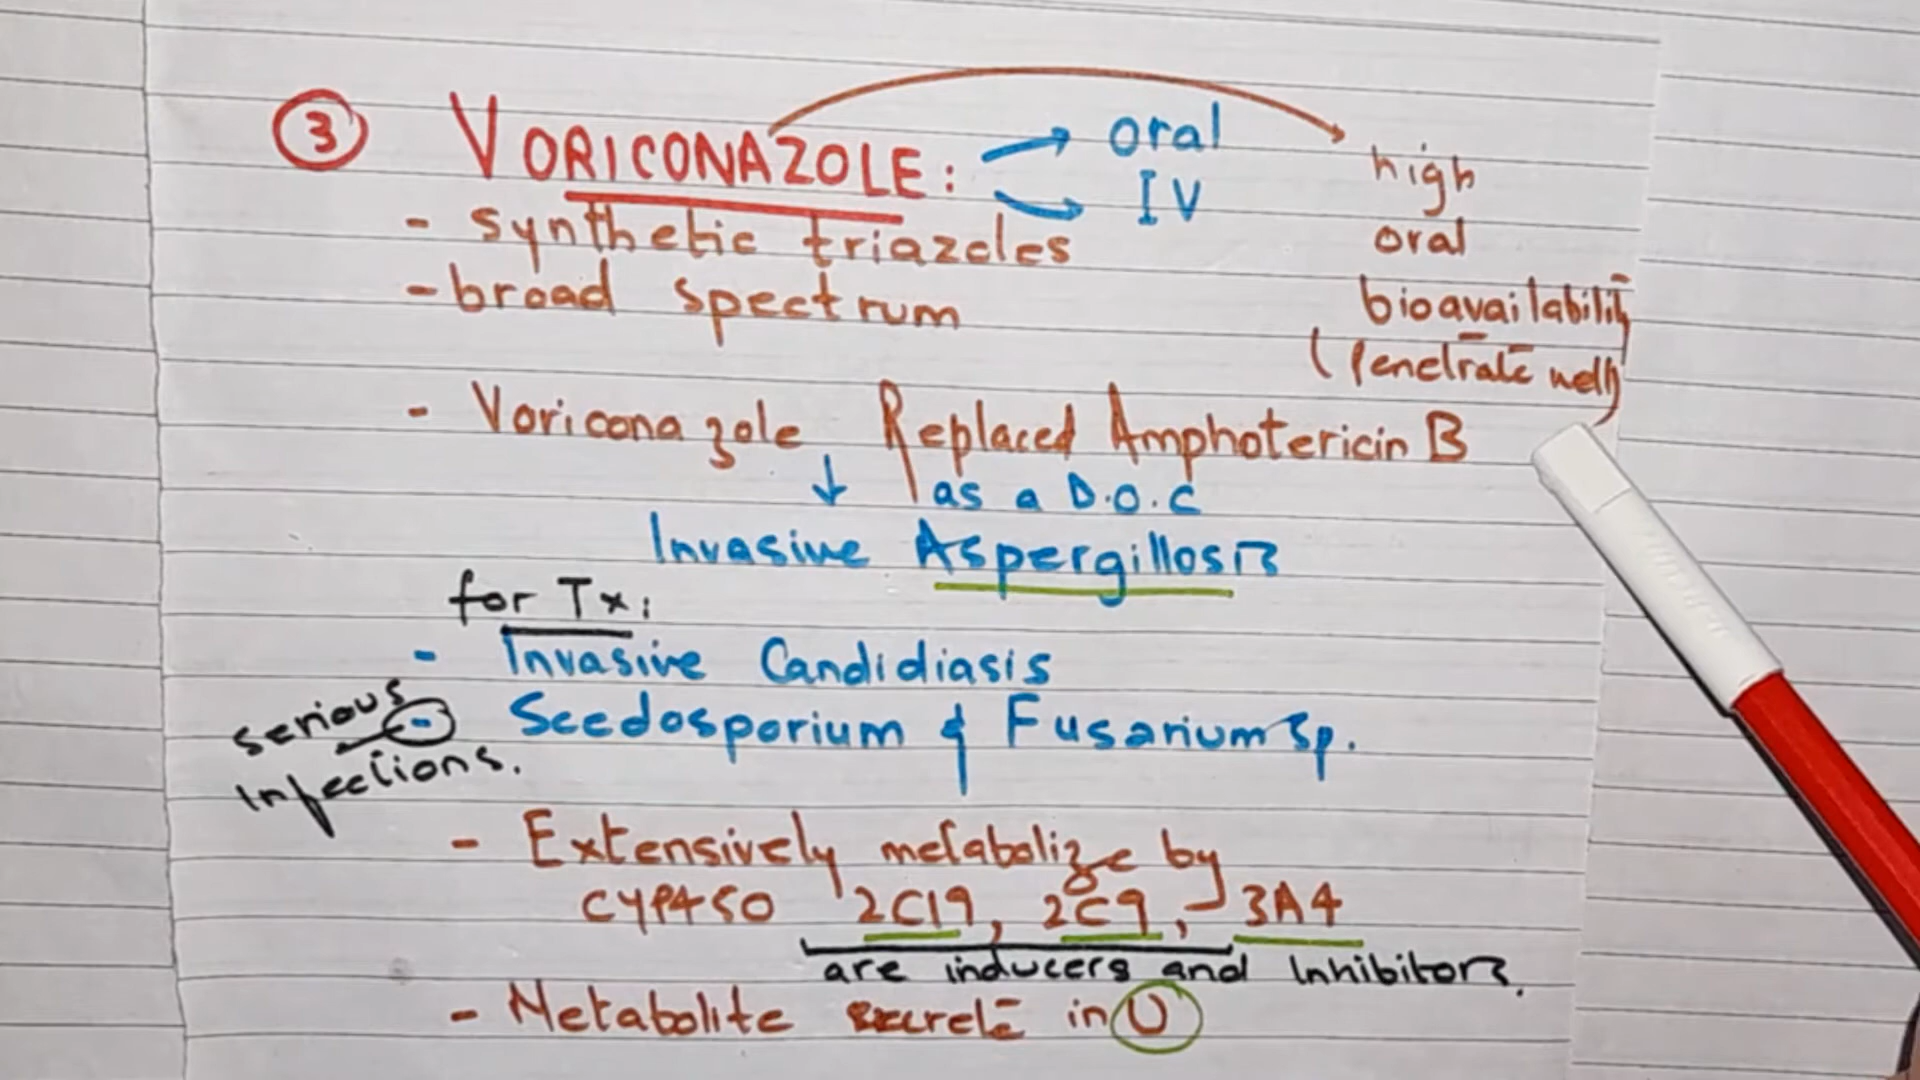 3 VORICONAZOLE:
oral
IV
high
oral
bioavailability
(penetrate well)
- synthetic triazoles
- broad spectrum
- Voriconazole Replaced Amphotericin B
↓ as a D.O.C
Invasive Aspergillosis
for Tx:
- Invasive Candidiasis
serious
infections.
- Scedosporium & Fusarium sp.
- Extensively metabolize by
CYP450 2C19, 2C9, 3A4
are inducers and Inhibitors.
- Metabolite excrete in U